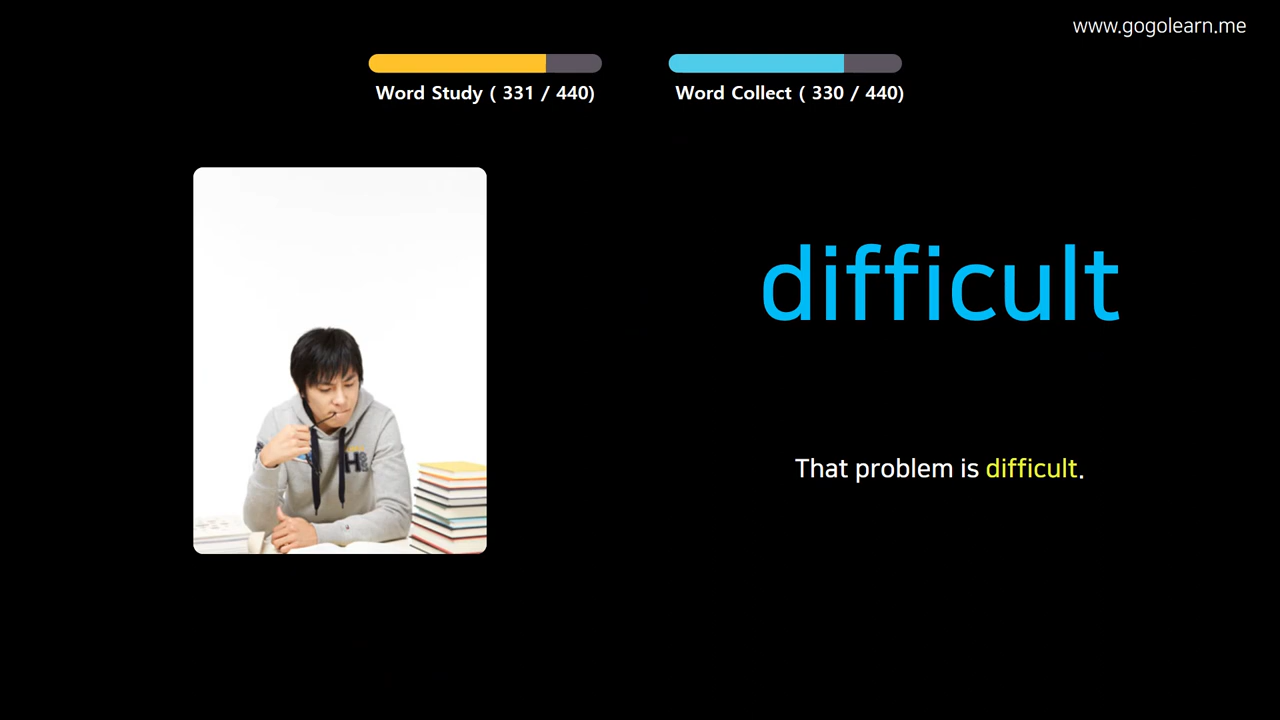 www.gogolearn.me
Word Study ( 331 / 440)
Word Collect ( 330 / 440)
difficult
That problem is difficult.
H